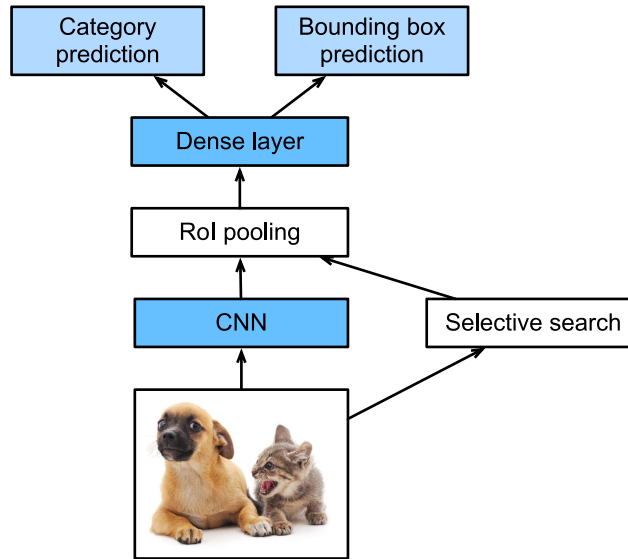 Category
prediction
Bounding box
prediction
Dense layer
RoI pooling
CNN
Selective search